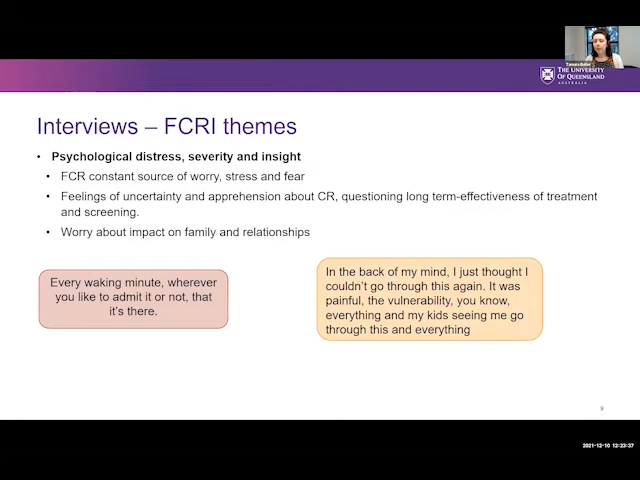 Tamara Butler
THE UNIVERSITY
OF QUEENSLAND
AUSTRALIA
Interviews – FCRI themes
• Psychological distress, severity and insight
• FCR constant source of worry, stress and fear
• Feelings of uncertainty and apprehension about CR, questioning long term-effectiveness of treatment
and screening.
• Worry about impact on family and relationships
Every waking minute, wherever
you like to admit it or not, that
it's there.
In the back of my mind, I just thought I
couldn't go through this again. It was
painful, the vulnerability, you know,
everything and my kids seeing me go
through this and everything
9
2021-12-10 12:23:37